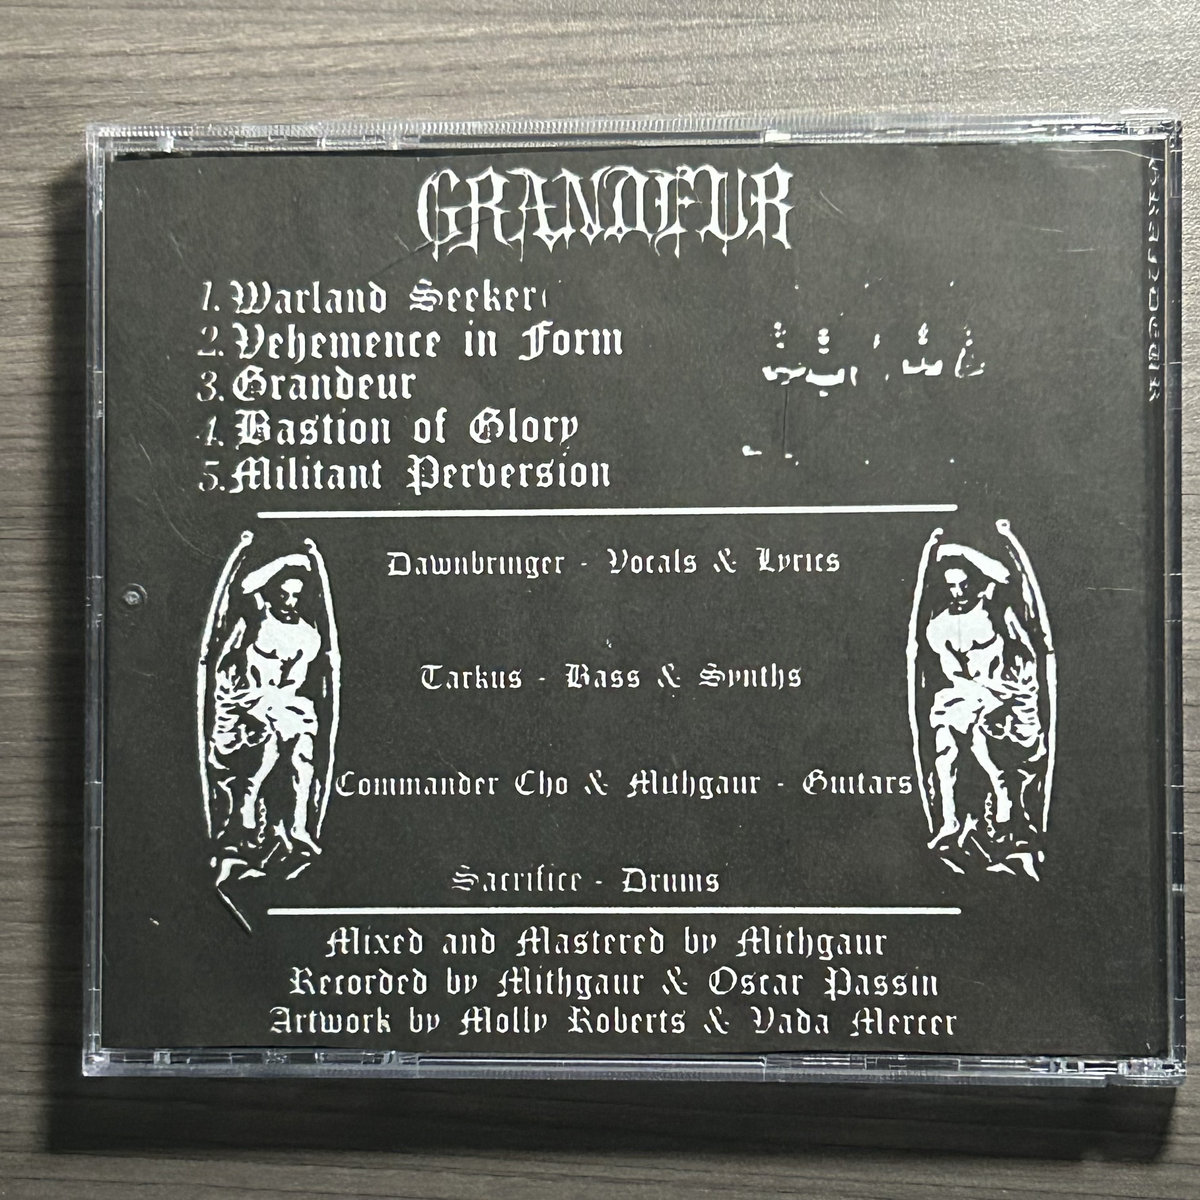 GRANDEUR
1. Warland Seeker
2. Vehemence in Form
3. Grandeur
4. Bastion of Glory
5. Militant Perversion
Dawnbringer - Vocals & Lyrics
Tarkus - Bass & Synths
Commander Cho & Mithgaur - Guitars
Sacrifice - Drums
Mixed and Mastered by Mithgaur
Recorded by Mithgaur & Oscar Passin
Artwork by Molly Roberts & Vada Mercer